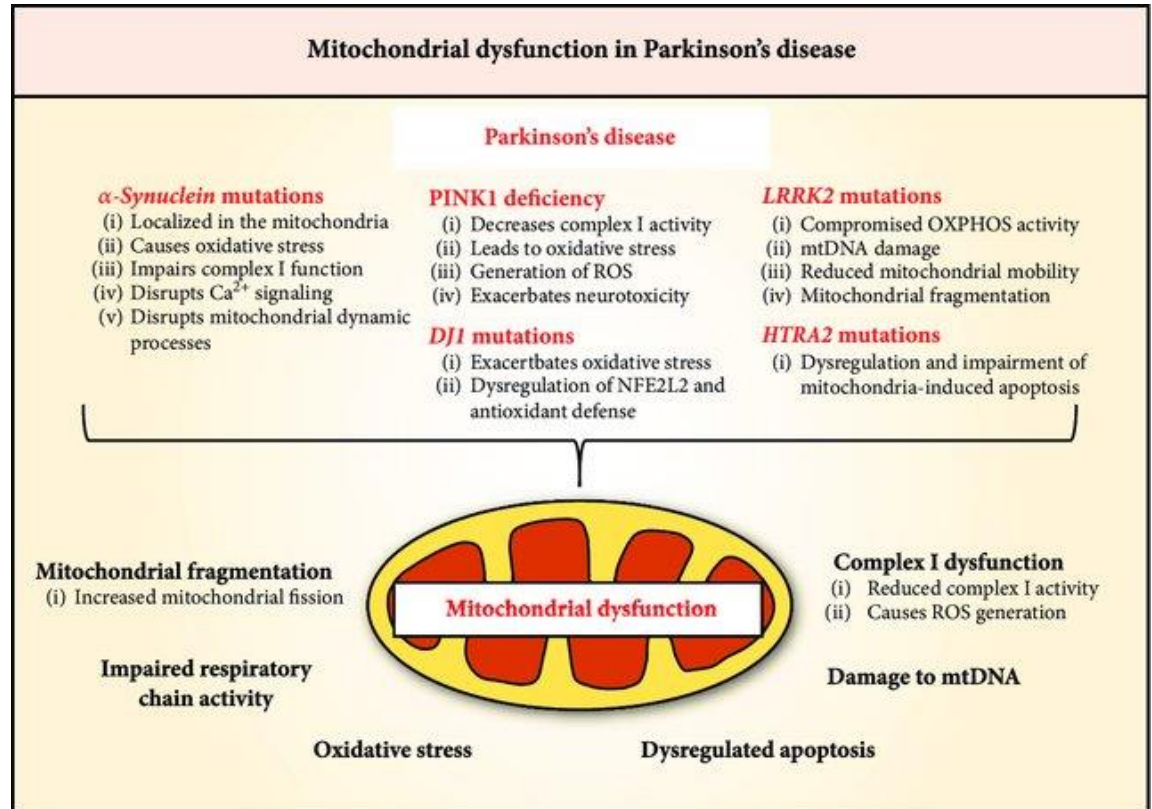 Mitochondrial dysfunction in Parkinson's disease
Parkinson's disease
α-Synuclein mutations
(i) Localized in the mitochondria
(ii) Causes oxidative stress
(iii) Impairs complex I function
(iv) Disrupts Ca²⁺ signaling
(v) Disrupts mitochondrial dynamic
processes
PINK1 deficiency
(i) Decreases complex I activity
(ii) Leads to oxidative stress
(iii) Generation of ROS
(iv) Exacerbates neurotoxicity
DJ1 mutations
(i) Exacertbates oxidative stress
(ii) Dysregulation of NFE2L2 and
antioxidant defense
LRRK2 mutations
(i) Compromised OXPHOS activity
(ii) mtDNA damage
(iii) Reduced mitochondrial mobility
(iv) Mitochondrial fragmentation
HTRA2 mutations
(i) Dysregulation and impairment of
mitochondria-induced apoptosis
Mitochondrial fragmentation
(i) Increased mitochondrial fission
Mitochondrial dysfunction
Complex I dysfunction
(i) Reduced complex I activity
(ii) Causes ROS generation
Impaired respiratory
chain activity
Damage to mtDNA
Oxidative stress
Dysregulated apoptosis